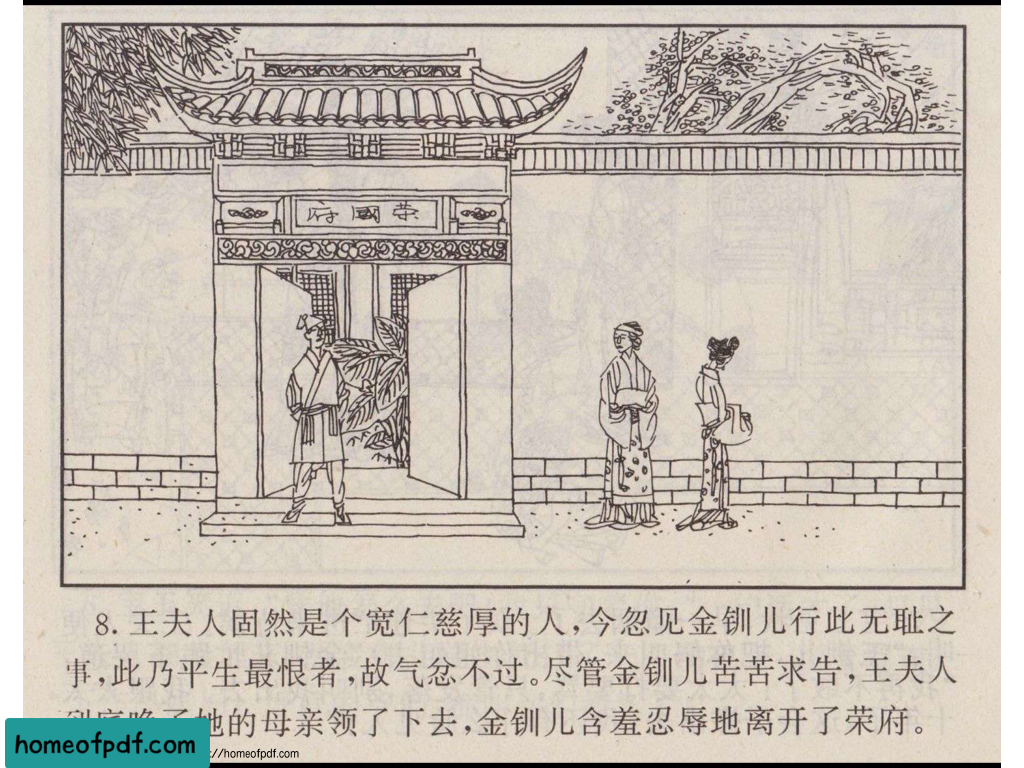 府國荣
8. 王夫人固然是个宽仁慈厚的人,今忽见金钏儿行此无耻之
事,此乃平生最恨者,故气忿不过。尽管金钏儿苦苦求告,王夫人
她的母亲领了下去,金钏儿含羞忍辱地离开了荣府。
homeofpdf.com
://homeofpdf.com